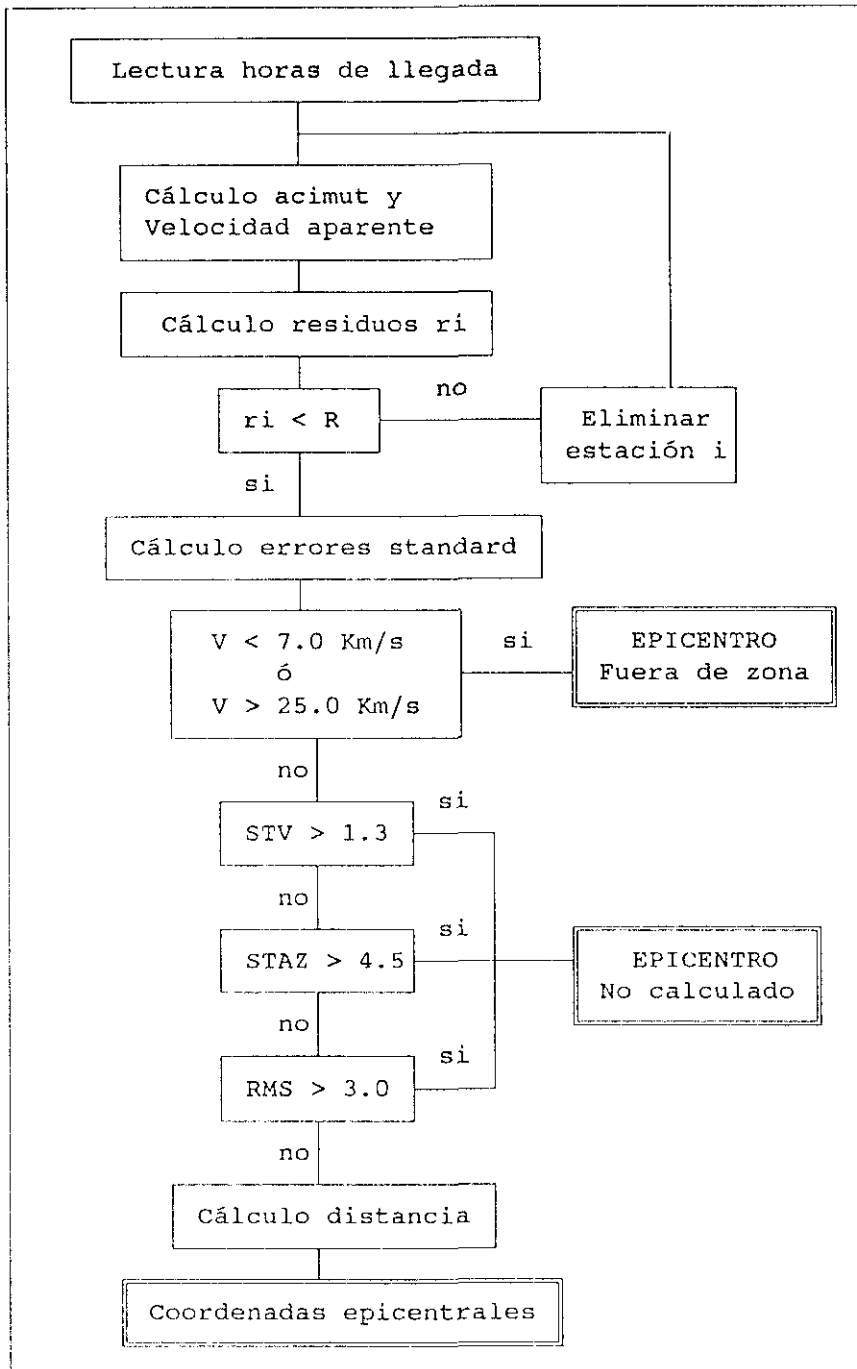 Lectura horas de llegada
Cálculo acimut y
Velocidad aparente
Cálculo residuos ri
ri < R
no
Eliminar
estación i
si
Cálculo errores standard
V < 7.0 Km/s
ó
V > 25.0 Km/s
si
EPICENTRO
Fuera de zona
no
STV > 1.3
si
no
STAZ > 4.5
si
EPICENTRO
No calculado
no
RMS > 3.0
si
no
Cálculo distancia
Coordenadas epicentrales